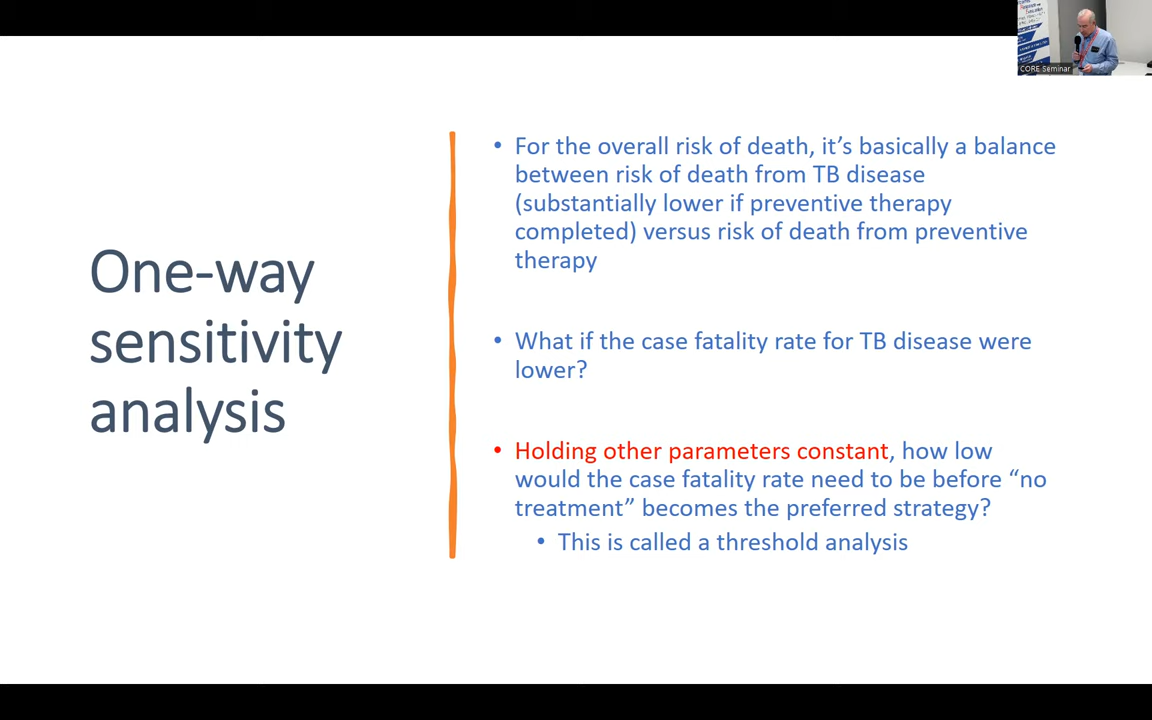 One-way
sensitivity
analysis
• For the overall risk of death, it’s basically a balance
between risk of death from TB disease
(substantially lower if preventive therapy
completed) versus risk of death from preventive
therapy
• What if the case fatality rate for TB disease were
lower?
• Holding other parameters constant, how low
would the case fatality rate need to be before “no
treatment” becomes the preferred strategy?
• This is called a threshold analysis
CORE Seminar